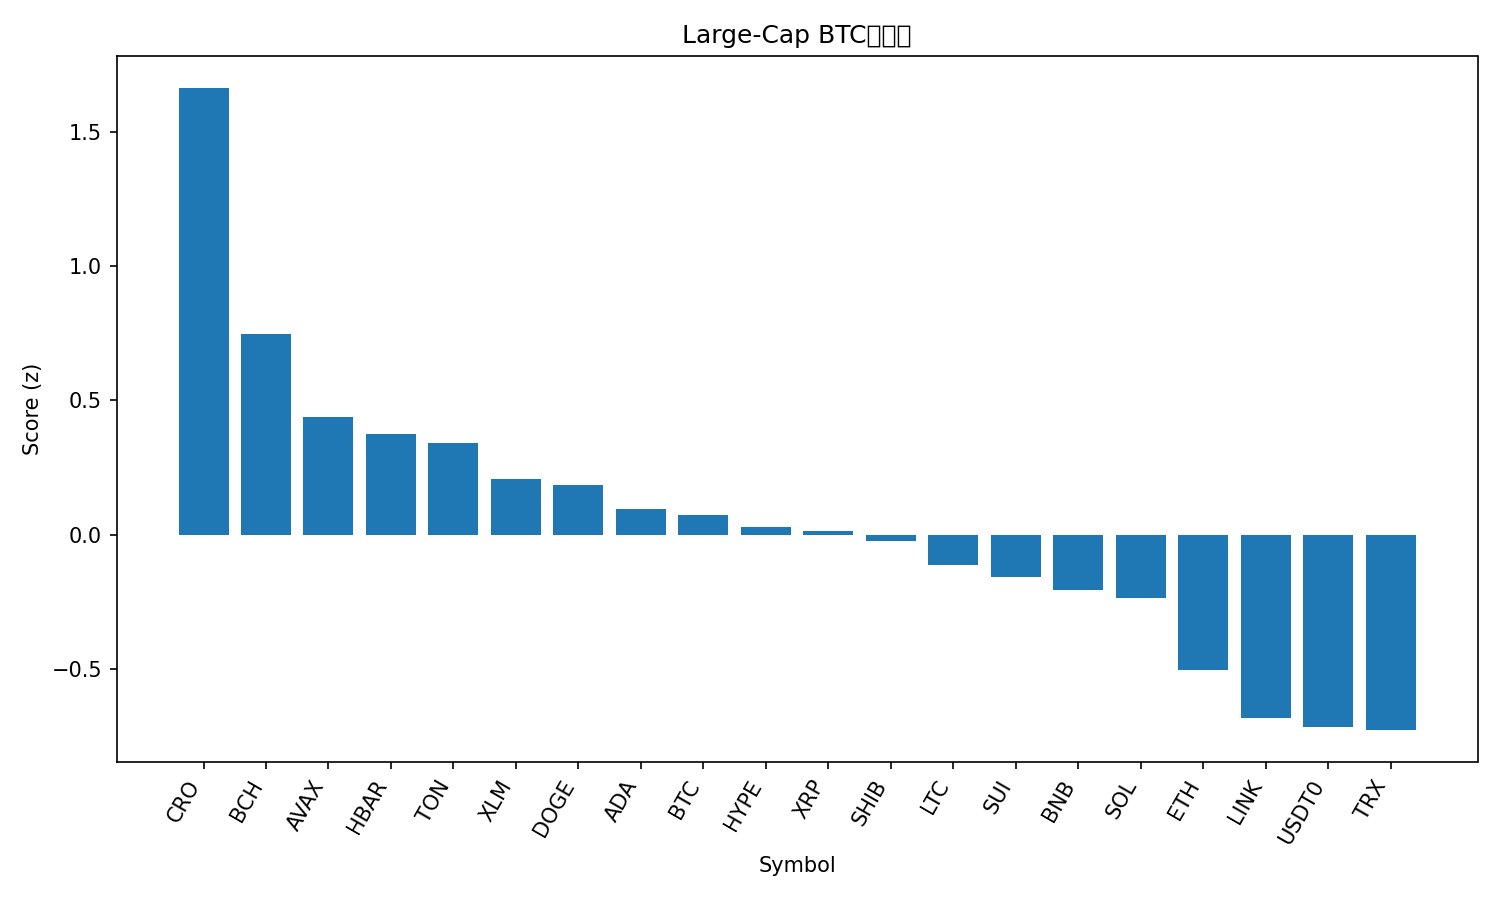 Large-Cap BTC
1.5
1.0
0.5
0.0
−0.5
Score (z)
CRO
BCH
AVAX
HBAR
TON
XLM
DOGE
ADA
BTC
HYPE
XRP
SHIB
LTC
SUI
BNB
SOL
ETH
LINK
USDT0
TRX
Symbol